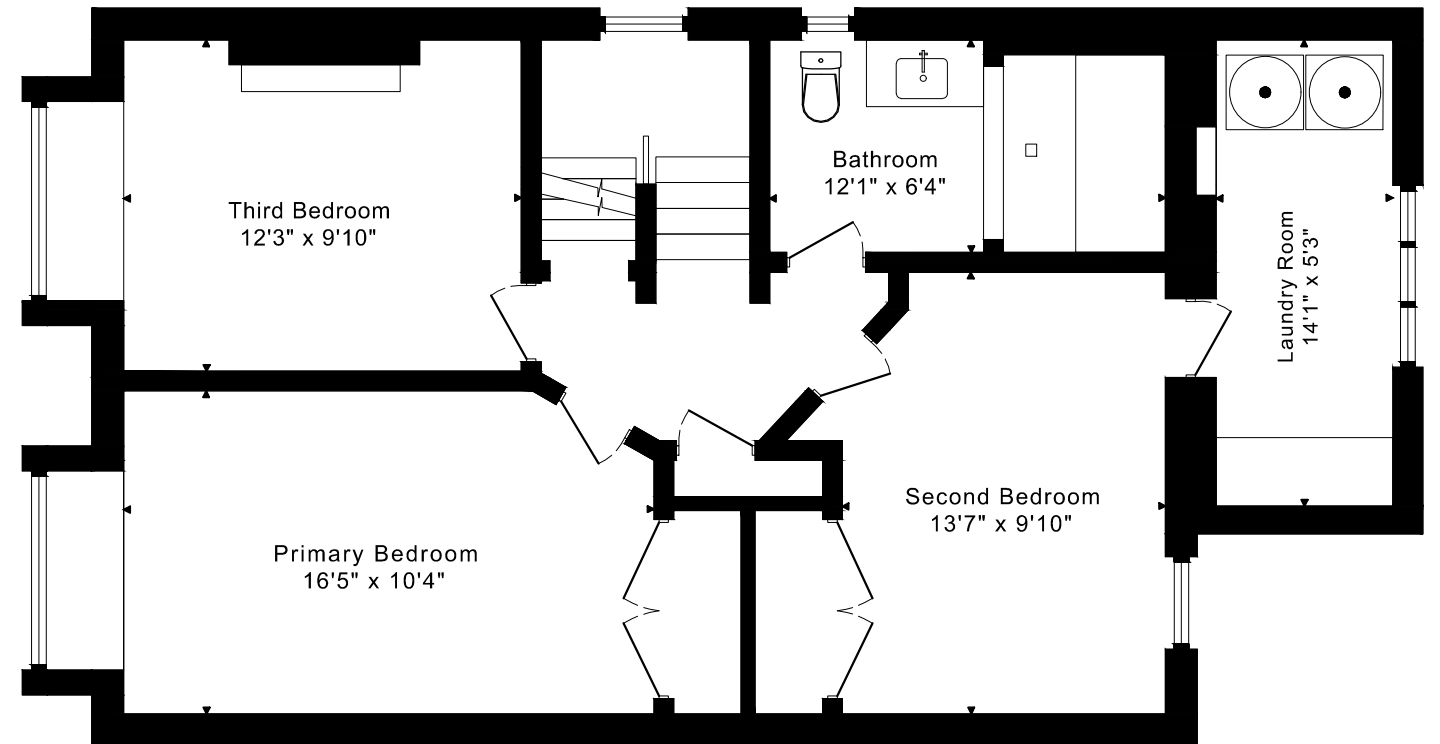 Bathroom
12'1" x 6'4"
Third Bedroom
12'3" x 9'10"
Laundry Room
14'1" x 5'3"
Second Bedroom
13'7" x 9'10"
Primary Bedroom
16'5" x 10'4"